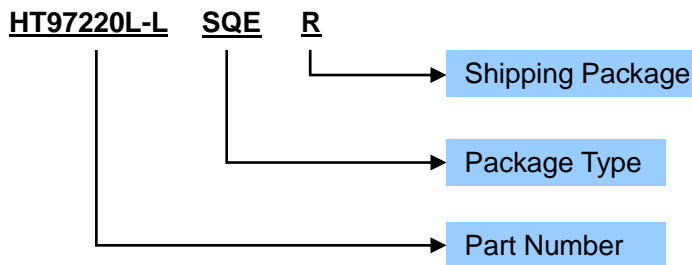 HT97220L-L SQE R
Shipping Package
Package Type
Part Number